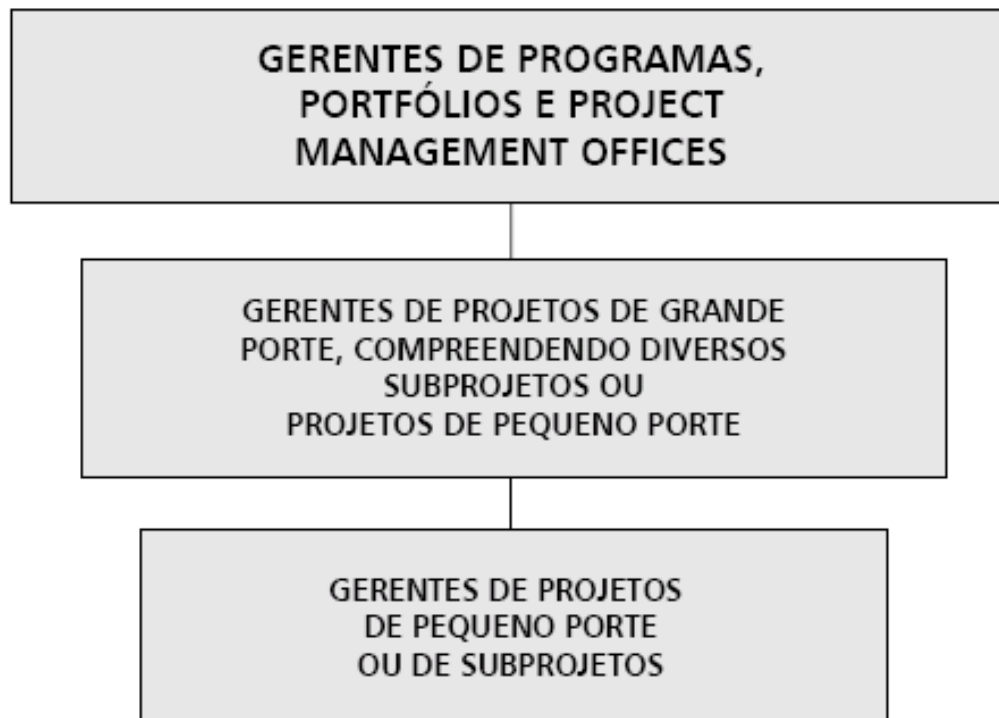 GERENTES DE PROGRAMAS,
PORTFÓLIOS E PROJECT
MANAGEMENT OFFICES
GERENTES DE PROJETOS DE GRANDE
PORTE, COMPREENDENDO DIVERSOS
SUBPROJETOS OU
PROJETOS DE PEQUENO PORTE
GERENTES DE PROJETOS
DE PEQUENO PORTE
OU DE SUBPROJETOS